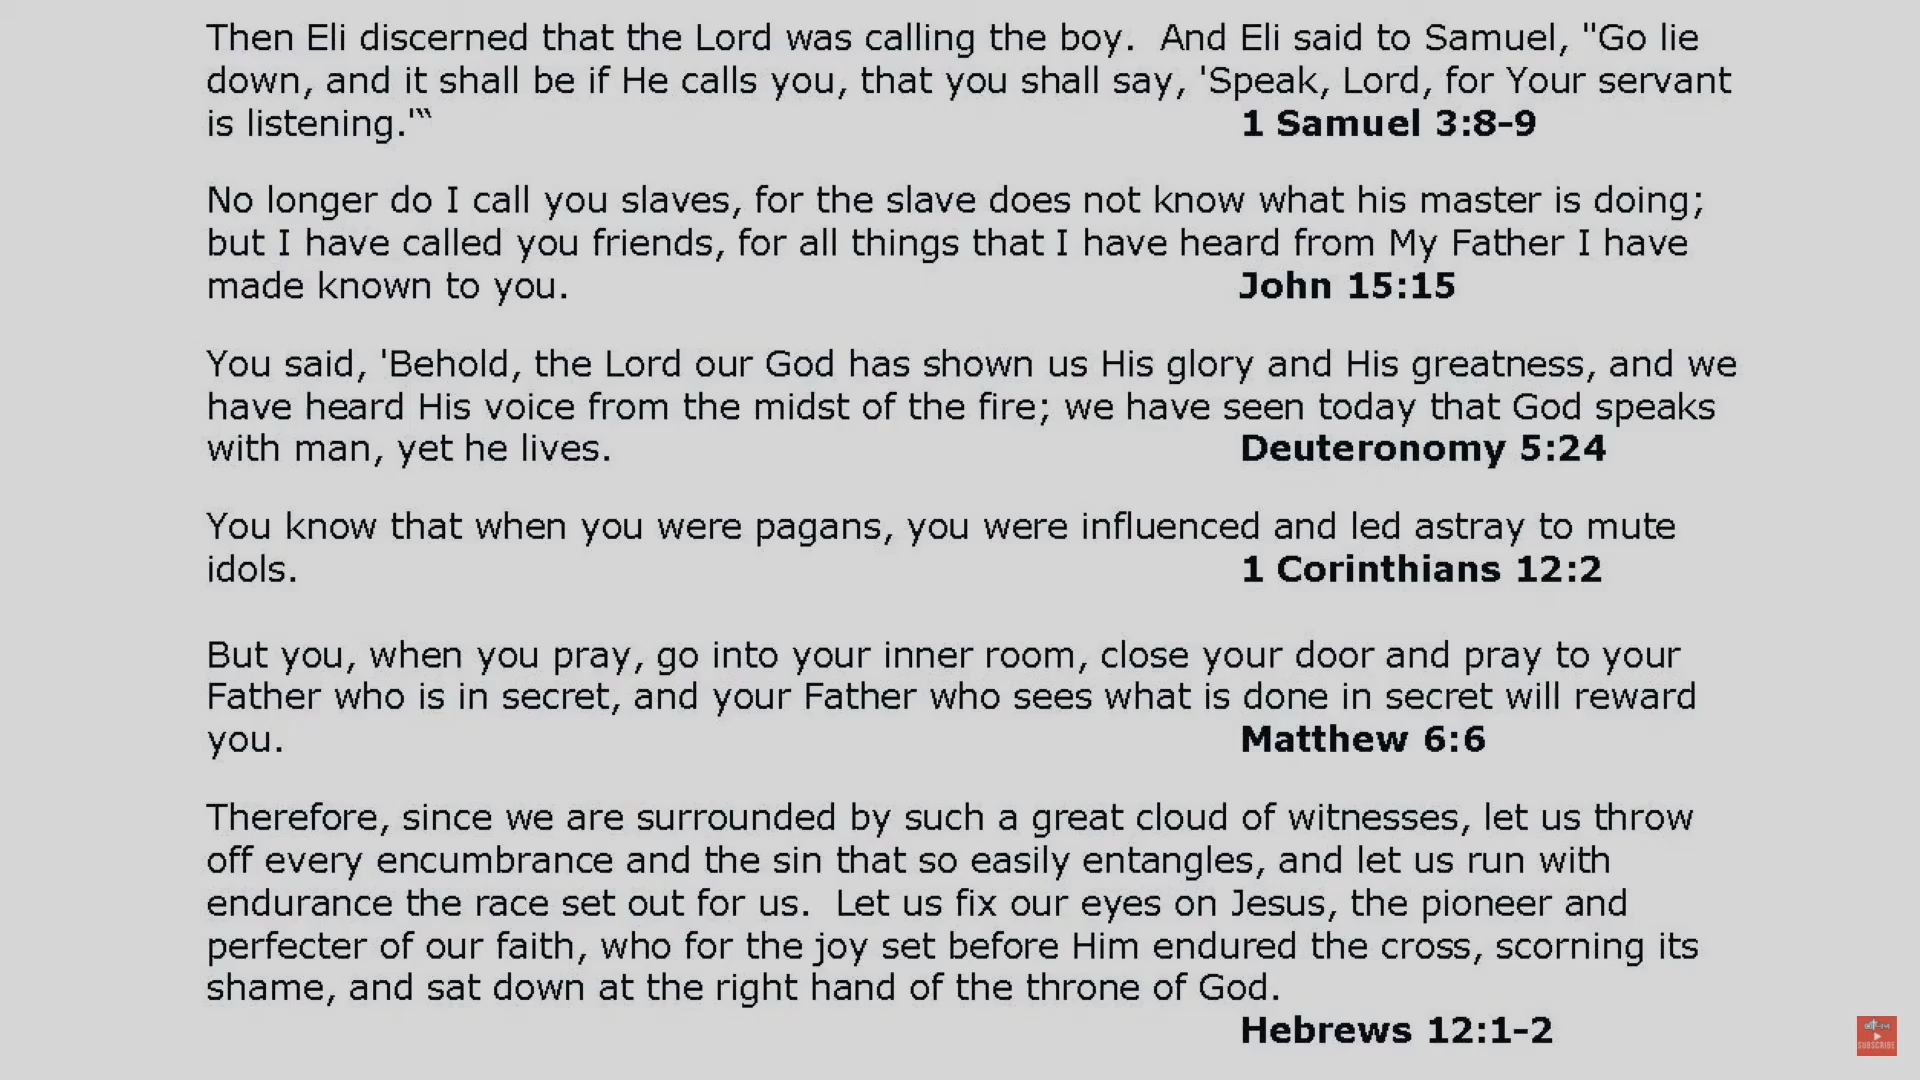 Then Eli discerned that the Lord was calling the boy.  And Eli said to Samuel, "Go lie
down, and it shall be if He calls you, that you shall say, 'Speak, Lord, for Your servant
is listening.'“ 1 Samuel 3:8-9
No longer do I call you slaves, for the slave does not know what his master is doing;
but I have called you friends, for all things that I have heard from My Father I have
made known to you. John 15:15
You said, 'Behold, the Lord our God has shown us His glory and His greatness, and we
have heard His voice from the midst of the fire; we have seen today that God speaks
with man, yet he lives. Deuteronomy 5:24
You know that when you were pagans, you were influenced and led astray to mute
idols. 1 Corinthians 12:2
But you, when you pray, go into your inner room, close your door and pray to your
Father who is in secret, and your Father who sees what is done in secret will reward
you. Matthew 6:6
Therefore, since we are surrounded by such a great cloud of witnesses, let us throw
off every encumbrance and the sin that so easily entangles, and let us run with
endurance the race set out for us.  Let us fix our eyes on Jesus, the pioneer and
perfecter of our faith, who for the joy set before Him endured the cross, scorning its
shame, and sat down at the right hand of the throne of God.
Hebrews 12:1-2
SUBSCRIBE